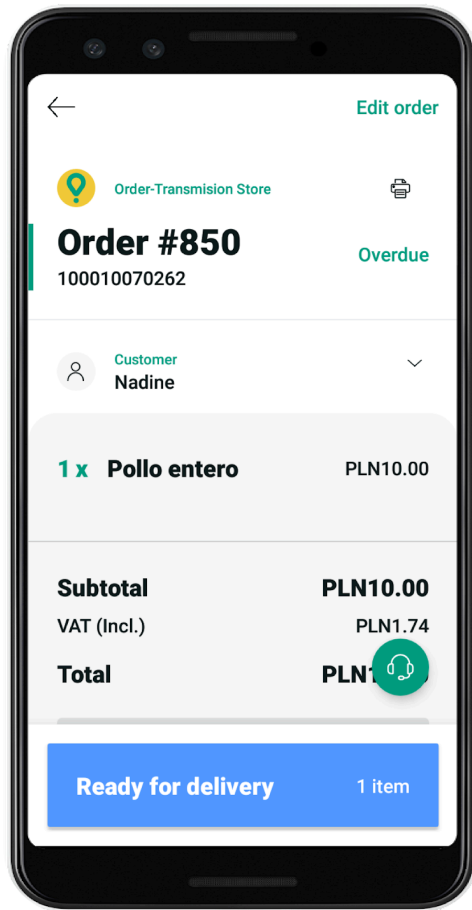 Edit order
Order-Transmision Store
Order #850
Overdue
100010070262
Customer
Nadine
1 x Pollo entero PLN10.00
Subtotal PLN10.00
VAT (Incl.) PLN1.74
Total
Ready for delivery 1 item